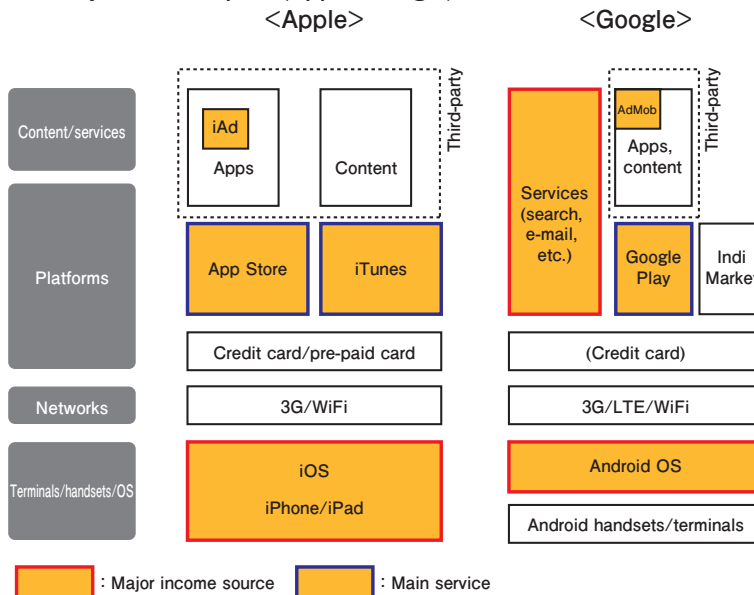 <Apple>
<Google>
Third-party
Third-party
Content/services
iAd
Apps
Content
AdMob
Apps,
content
Services
(search,
e-mail,
etc.)
Platforms
App Store
iTunes
Google
Play
Indi
Market
Credit card/pre-paid card
(Credit card)
Networks
3G/WiFi
3G/LTE/WiFi
Terminals/handsets/OS
iOS
iPhone/iPad
Android OS
Android handsets/terminals
: Major income source
: Main service